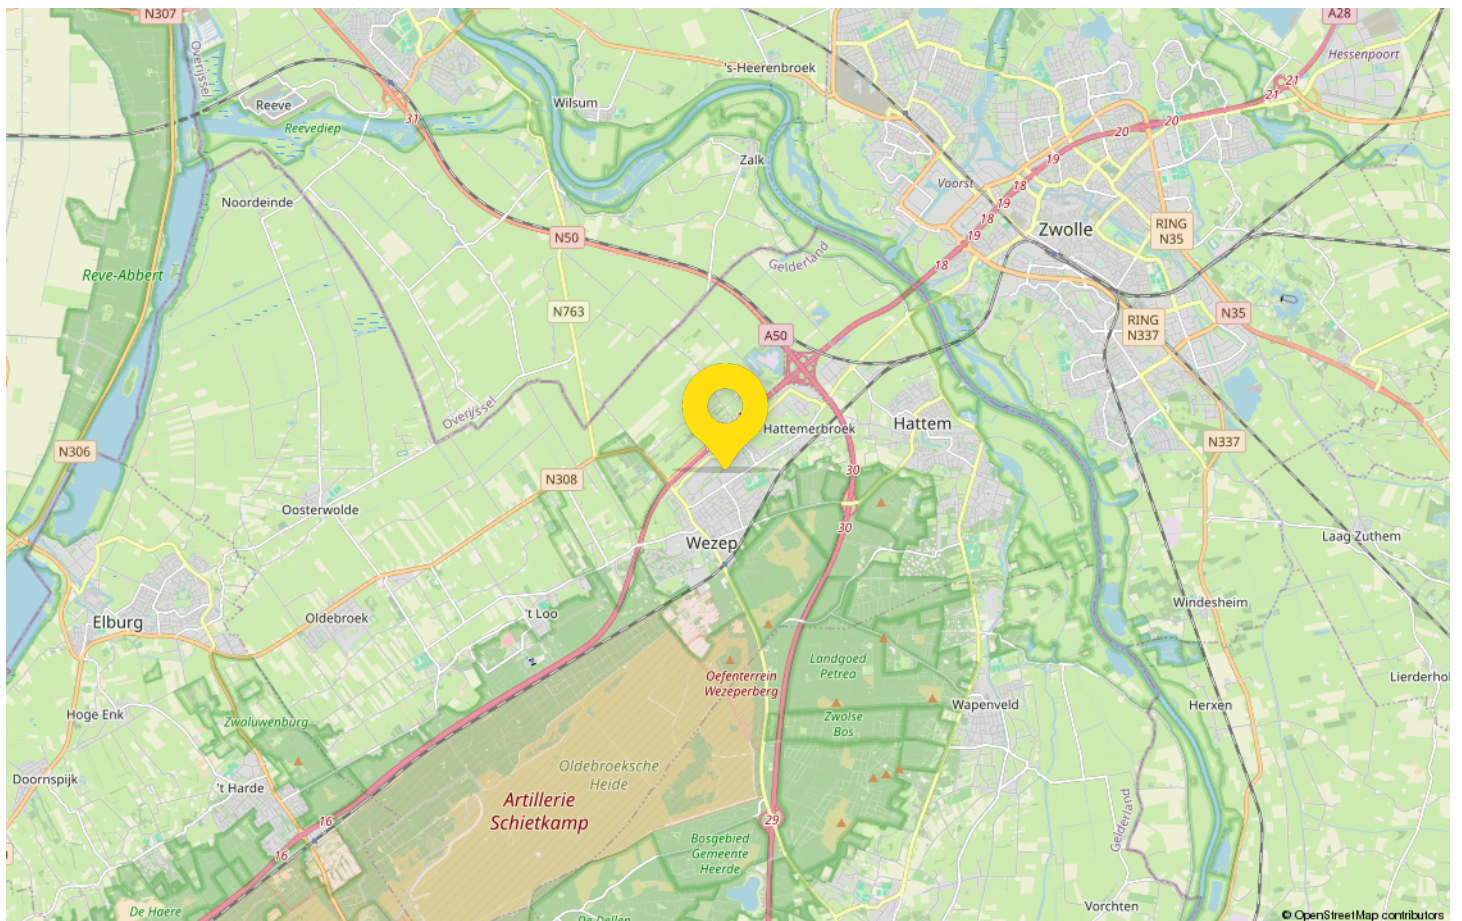 N307
A28
Hessenpoort
Overijssel
's-Heerenbroek
21
21
Reeve
Wilsum
31
Reevediep
20
20
Zalk
19
Voorst
18
Noordeinde
19
18
Zwolle
RING
N35
N50
19
Gelderland
18
Reve-Abbert
N763
N35
RING
N337
A50
Overijssel
Hattem
Hattemerbroek
N306
N337
30
N308
Oosterwolde
30
Wezep
Laag Zuthem
Windesheim
't Loo
Oldebroek
Elburg
Landgoed
Petrea
Oefenterrein
Wezeperberg
Lierderhol
Wapenveld
Herxen
Hoge Enk
Zwaluwenburg
Zwolse
Bos
Oldebroeksche
Heide
Doornspijk
't Harde
Artillerie
Schietkamp
Gelderland
16
29
16
Bosgebied
Gemeente
Heerde
De Haere
De Dellen
Vorchten
© OpenStreetMap contributors